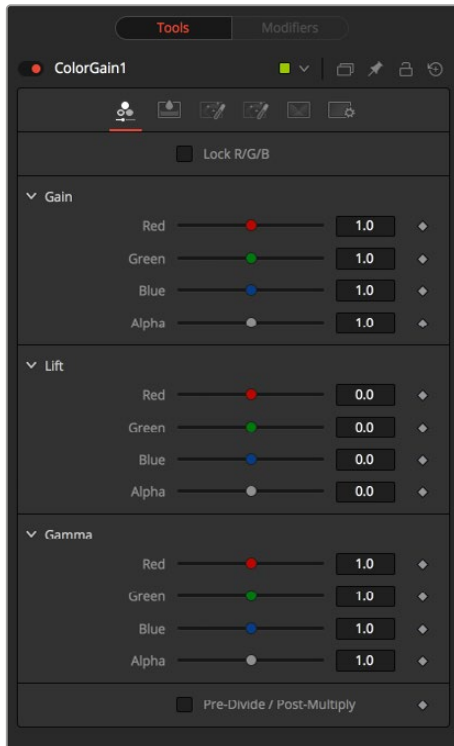 Tools Modifiers
ColorGain1
Lock R/G/B
Gain
Red 1.0
Green 1.0
Blue 1.0
Alpha 1.0
Lift
Red 0.0
Green 0.0
Blue 0.0
Alpha 0.0
Gamma
Red 1.0
Green 1.0
Blue 1.0
Alpha 1.0
Pre-Divide / Post-Multiply